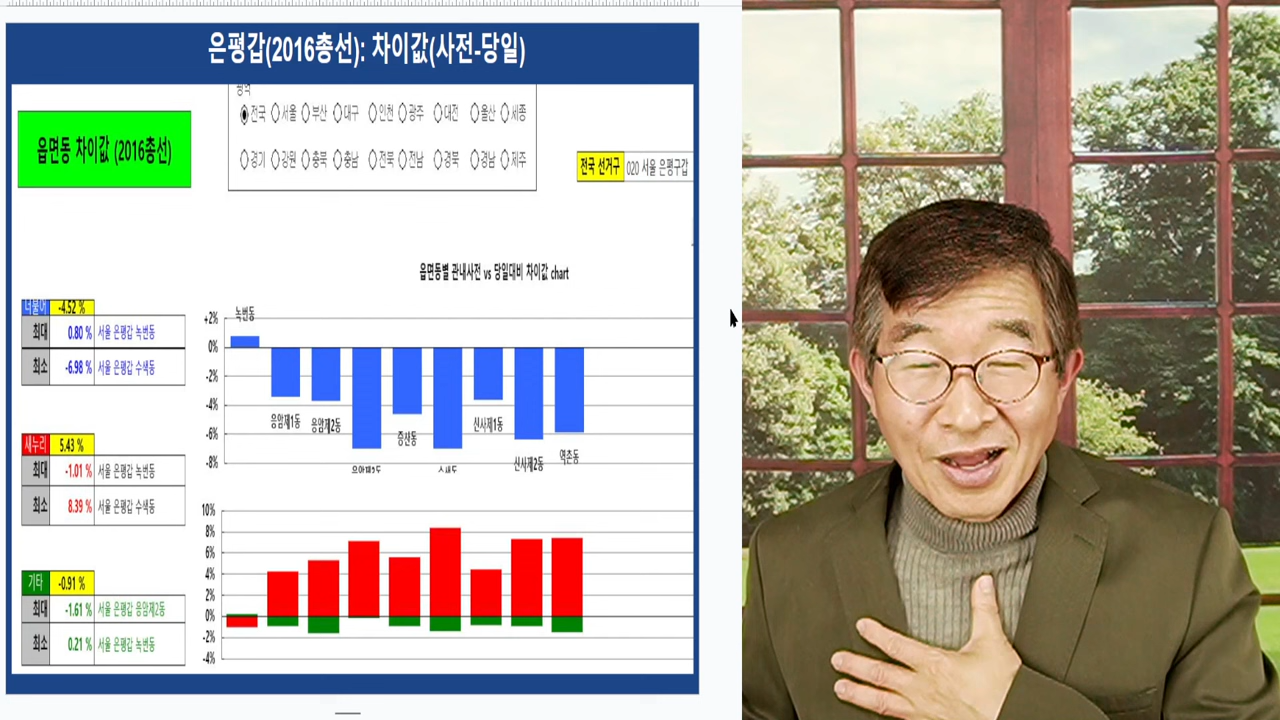 은평갑(2016총선): 차이값(사전-당일)
전국 서울 부산 대구 인천 광주 대전 울산 세종
읍면동 차이값 (2016총선)
경기 강원 충북 충남 전북 전남 경북 경남 제주
전국 선거구 020 서울 은평구갑
읍면동별 관내사전 vs 당일대비 차이값 chart
더불어 -4.52 %
최대 0.80 % 서울 은평갑 녹번동
최소 -6.98 % 서울 은평갑 수색동
녹번동
+2%
0%
-2%
-4%
-6%
-8%
응암제1동 응암제2동 증산동 신사제1동 신사제2동 역촌동
새누리 5.43 %
최대 -1.01 % 서울 은평갑 녹번동
최소 8.39 % 서울 은평갑 수색동
10%
8%
6%
4%
2%
0%
-2%
-4%
기타 -0.91 %
최대 -1.61 % 서울 은평갑 응암제2동
최소 0.21 % 서울 은평갑 녹번동